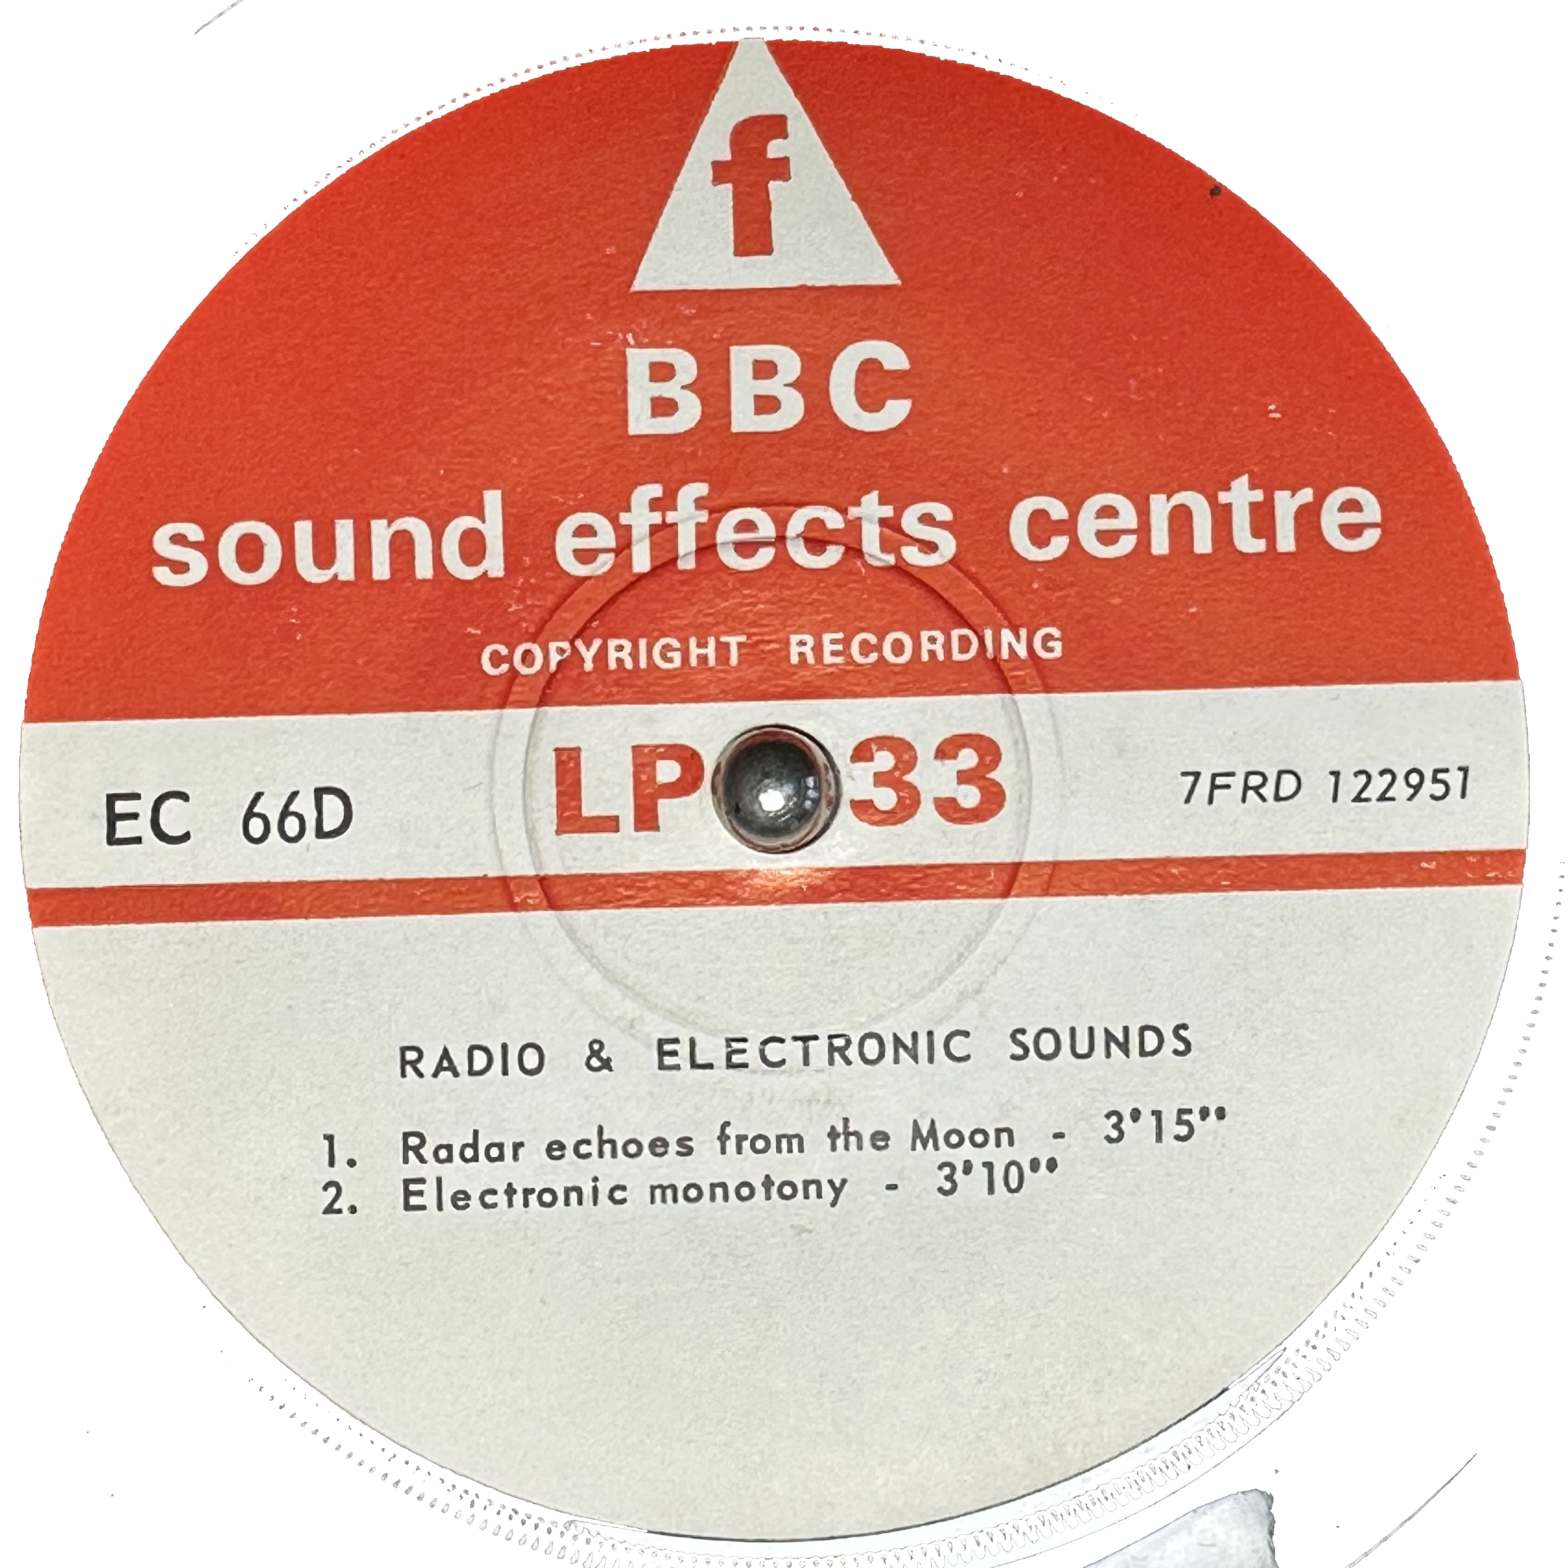 f
BBC
sound effects centre
COPYRIGHT RECORDING
EC 66D LP 33 7FRD 122951
RADIO & ELECTRONIC SOUNDS
1. Radar echoes from the Moon - 3'15''
2. Electronic monotony - 3'10''